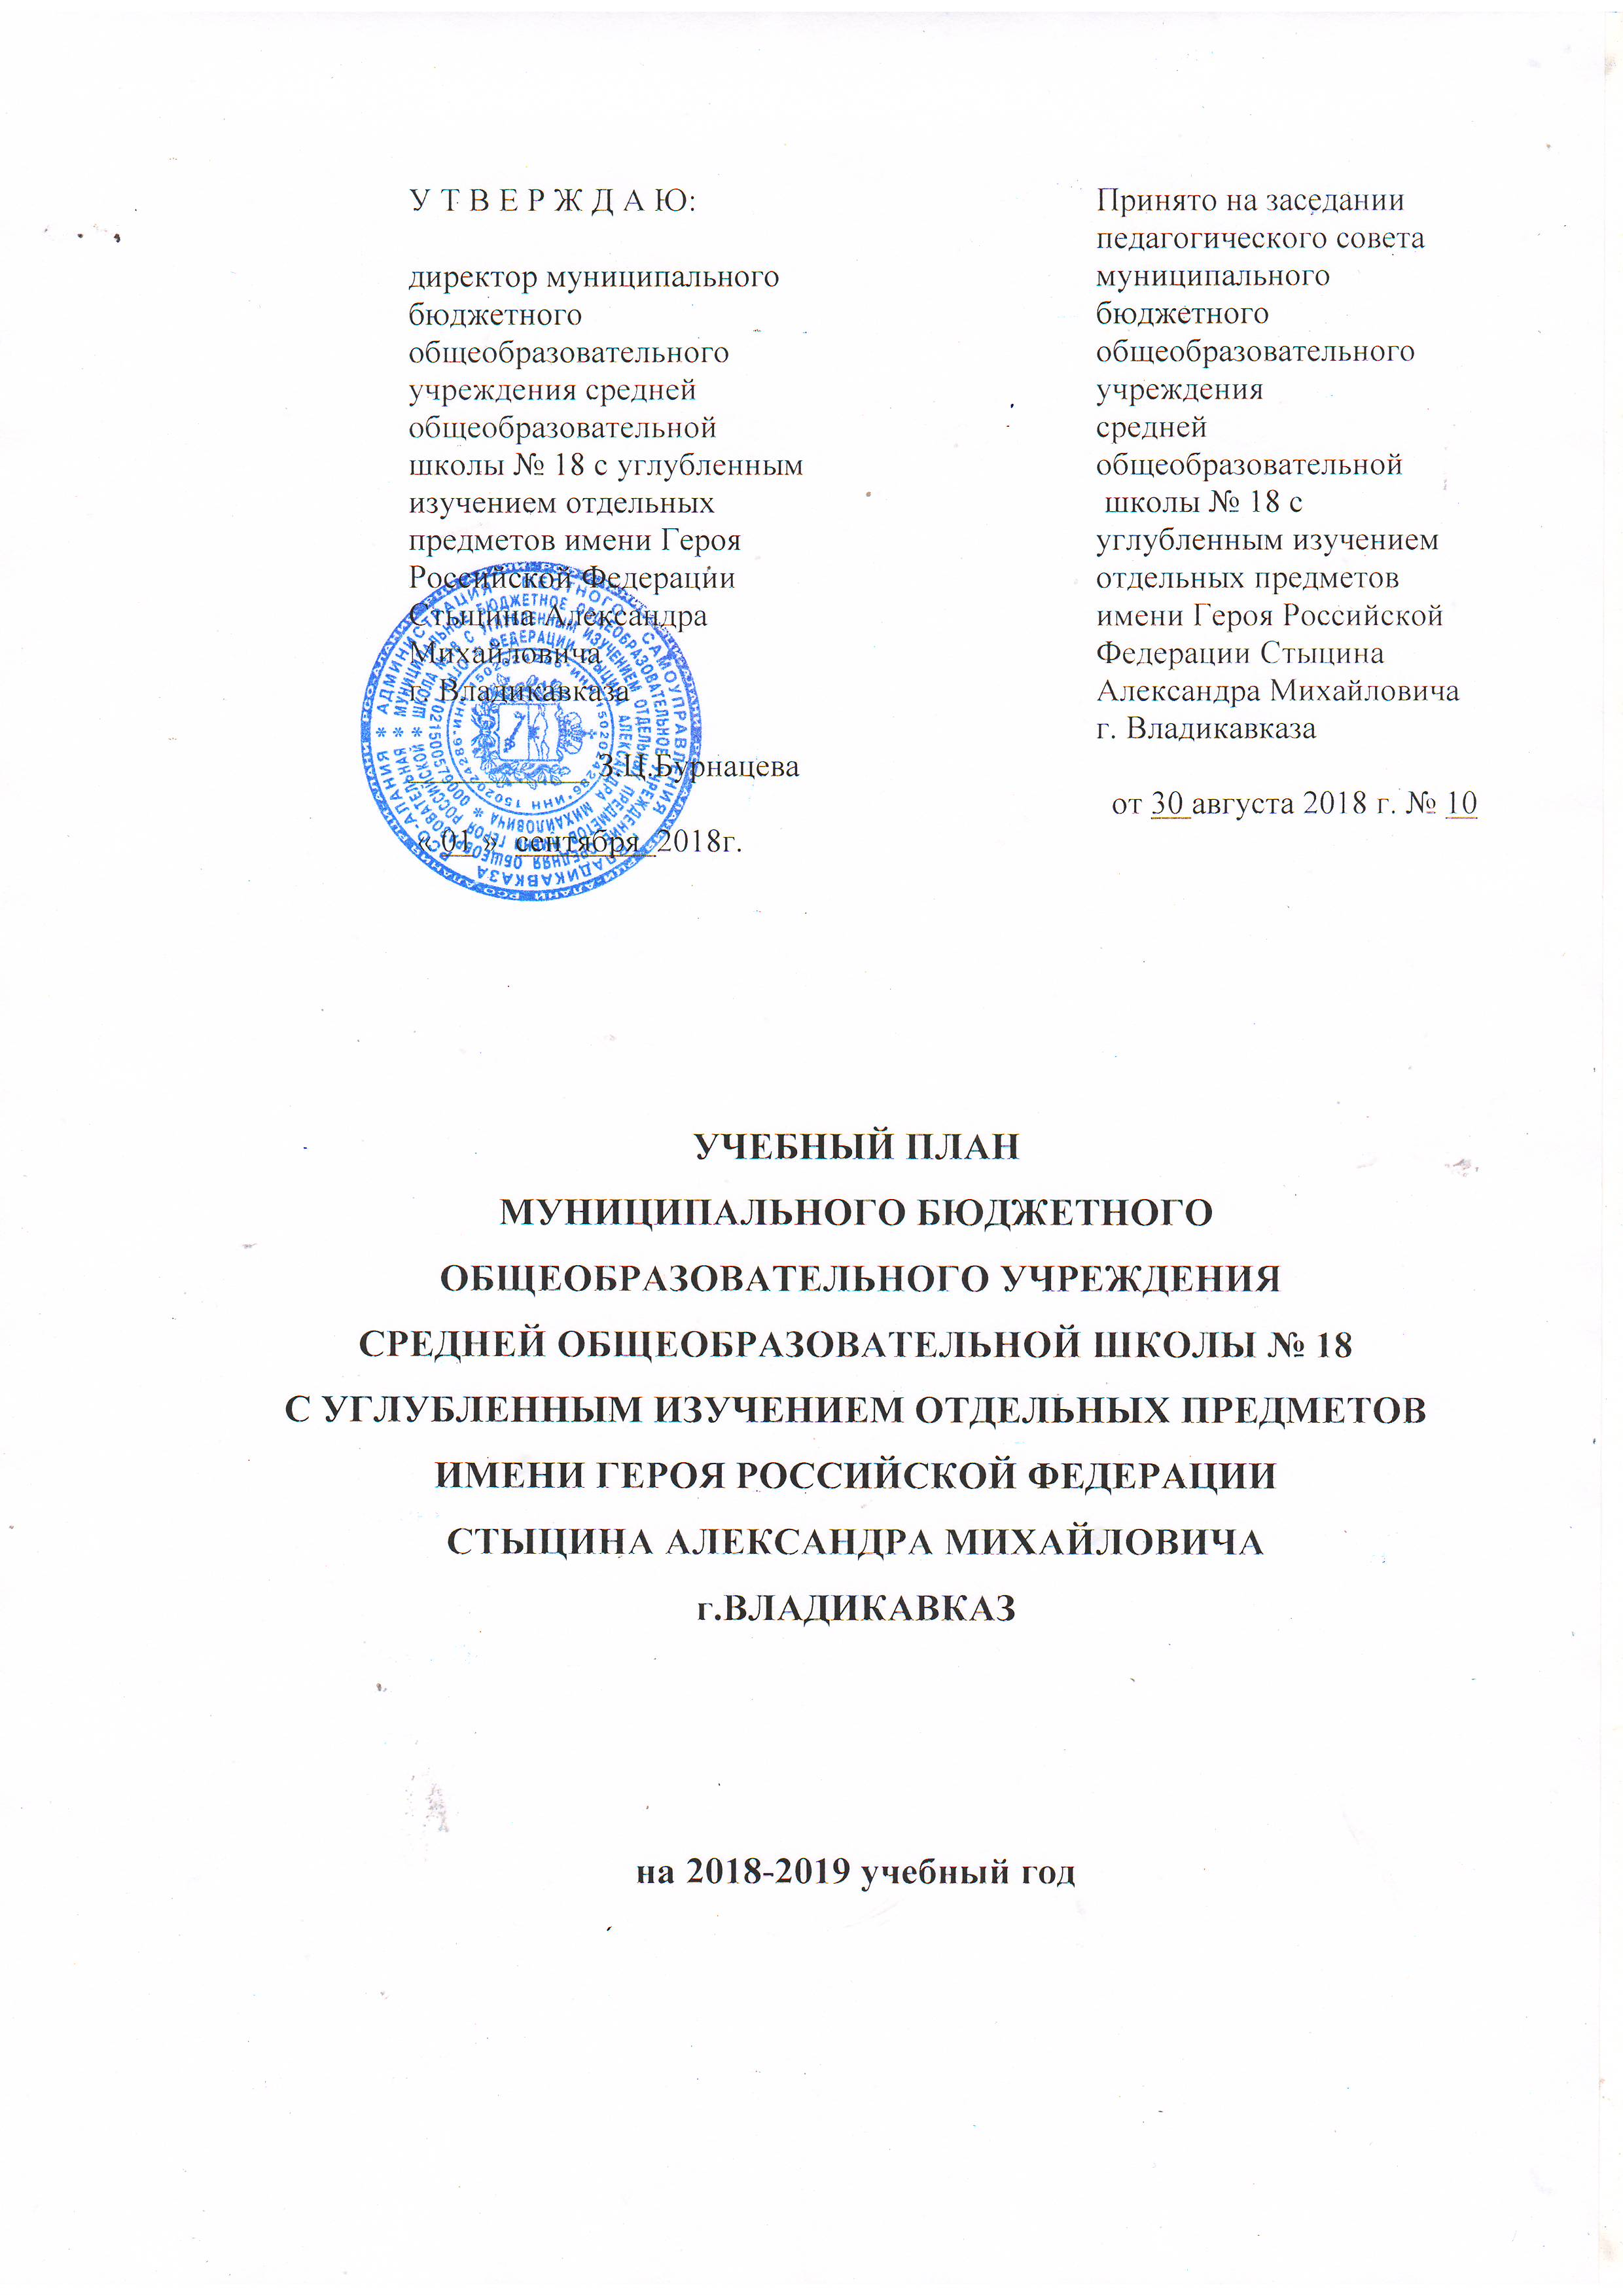 У Т В Е Р Ж Д А Ю:
директор муниципального
бюджетного
общеобразовательного
учреждения средней
общеобразовательной
школы № 18 с углубленным
изучением отдельных
предметов имени Героя
Российской Федерации
Стыцина Александра
Михайловича
г. Владикавказа
З.Ц.Бурнацева
« 01 » сентября 2018г.
Принято на заседании
педагогического совета
муниципального
бюджетного
общеобразовательного
учреждения
средней
общеобразовательной
школы № 18 с
углубленным изучением
отдельных предметов
имени Героя Российской
Федерации Стыцина
Александра Михайловича
г. Владикавказа
от 30 августа 2018 г. № 10
УЧЕБНЫЙ ПЛАН
МУНИЦИПАЛЬНОГО БЮДЖЕТНОГО
ОБЩЕОБРАЗОВАТЕЛЬНОГО УЧРЕЖДЕНИЯ
СРЕДНЕЙ ОБЩЕОБРАЗОВАТЕЛЬНОЙ ШКОЛЫ № 18
С УГЛУБЛЕННЫМ ИЗУЧЕНИЕМ ОТДЕЛЬНЫХ ПРЕДМЕТОВ
ИМЕНИ ГЕРОЯ РОССИЙСКОЙ ФЕДЕРАЦИИ
СТЫЦИНА АЛЕКСАНДРА МИХАЙЛОВИЧА
г.ВЛАДИКАВКАЗ
на 2018-2019 учебный год